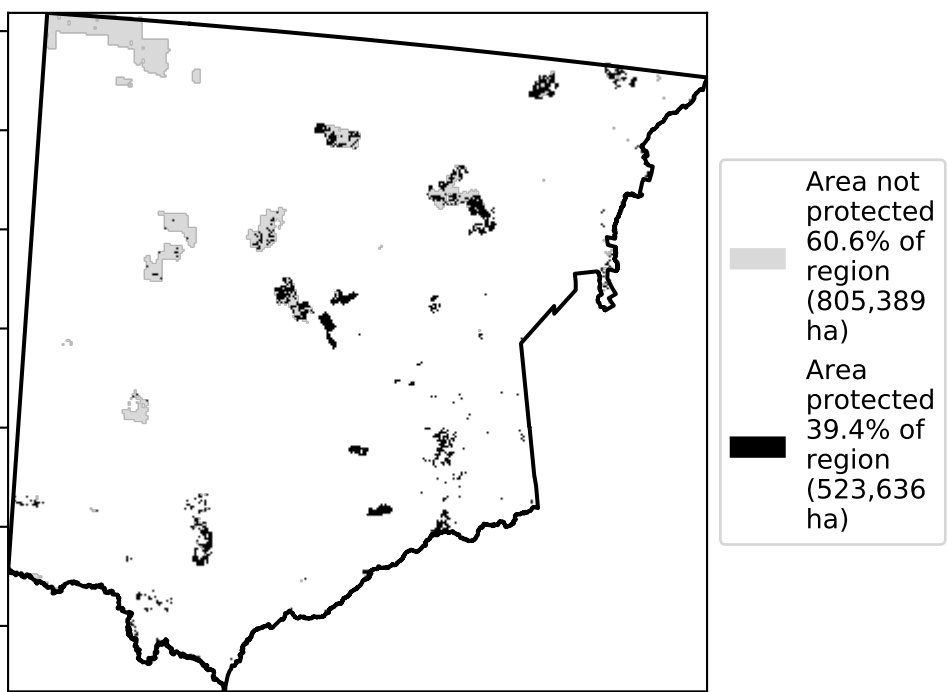 Area not
protected
60.6% of
region
(805,389
ha)
Area
protected
39.4% of
region
(523,636
ha)